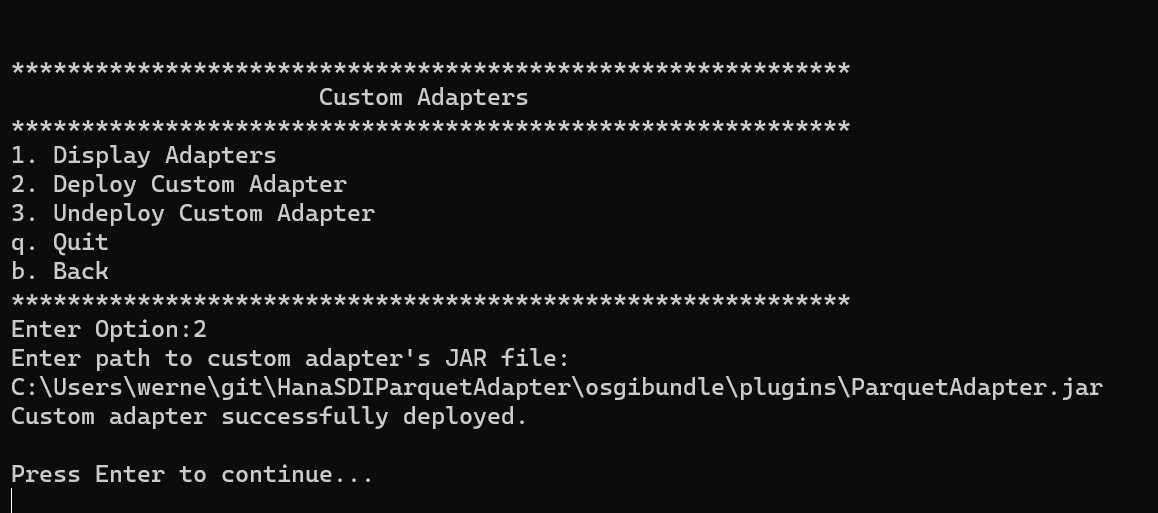 ************************************************************
Custom Adapters
************************************************************
1. Display Adapters
2. Deploy Custom Adapter
3. Undeploy Custom Adapter
q. Quit
b. Back
************************************************************
Enter Option:2
Enter path to custom adapter's JAR file:
C:\Users\werne\git\HanaSDIParquetAdapter\osgibundle\plugins\ParquetAdapter.jar
Custom adapter successfully deployed.
Press Enter to continue...